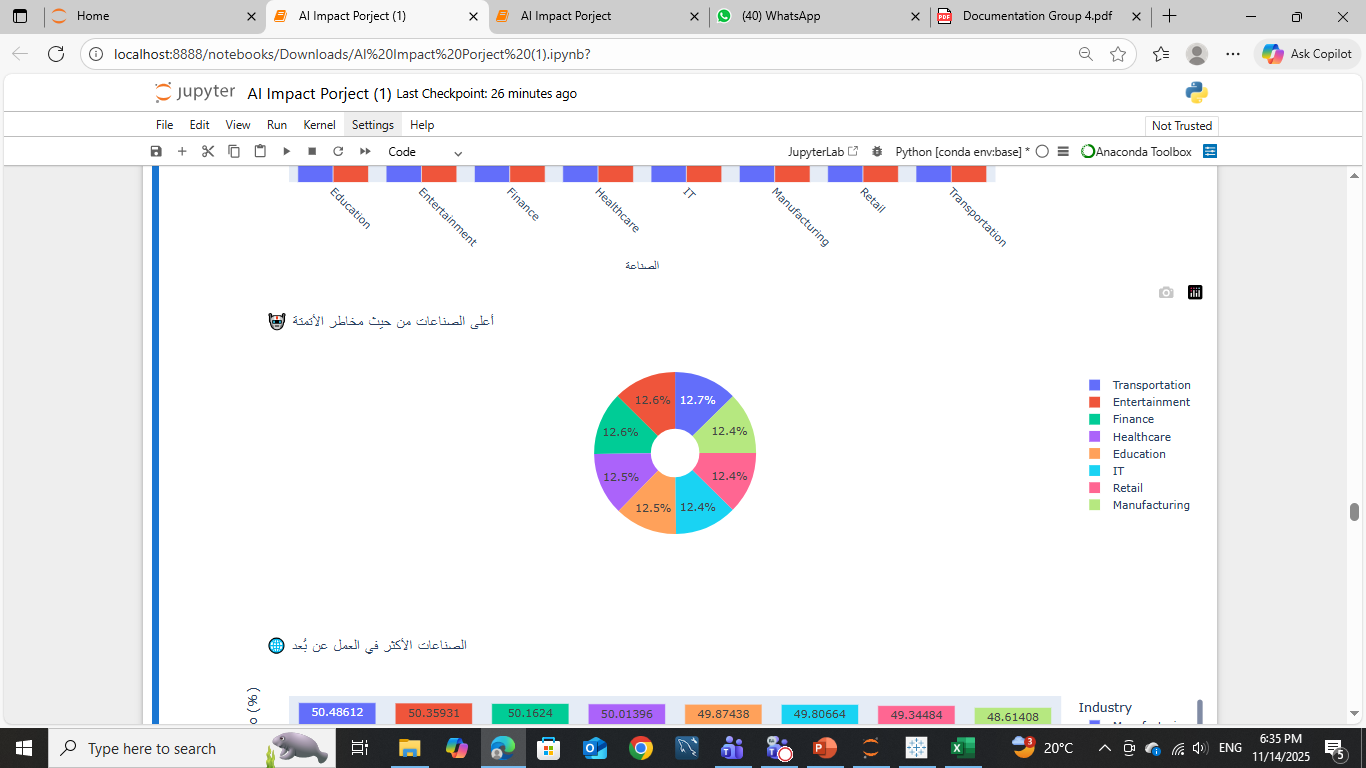 Home
AI Impact Porject (1)
AI Impact Porject
(40) WhatsApp
PDF
Documentation Group 4.pdf
localhost:8888/notebooks/Downloads/AI%20Impact%20Porject%20(1).ipynb?
Ask Copilot
jupyter AI Impact Porject (1) Last Checkpoint: 26 minutes ago
File Edit View Run Kernel Settings Help
Not Trusted
Code
JupyterLab
Python [conda env:base] *
Anaconda Toolbox
Education Entertainment Finance Healthcare IT Manufacturing Retail Transportation
الصناعة
أعلى الصناعات من حيث مخاطر الأتمتة
12.6% 12.7%
12.6% 12.4%
12.5% 12.4%
12.5% 12.4%
Transportation
Entertainment
Finance
Healthcare
Education
IT
Retail
Manufacturing
الصناعات الأكثر في العمل عن بُعد
(%)
50.48612 50.35931 50.1624 50.01396 49.87438 49.80664 49.34484 48.61408
Industry
Type here to search
3
20°C
ENG
6:35 PM
11/14/2025
5